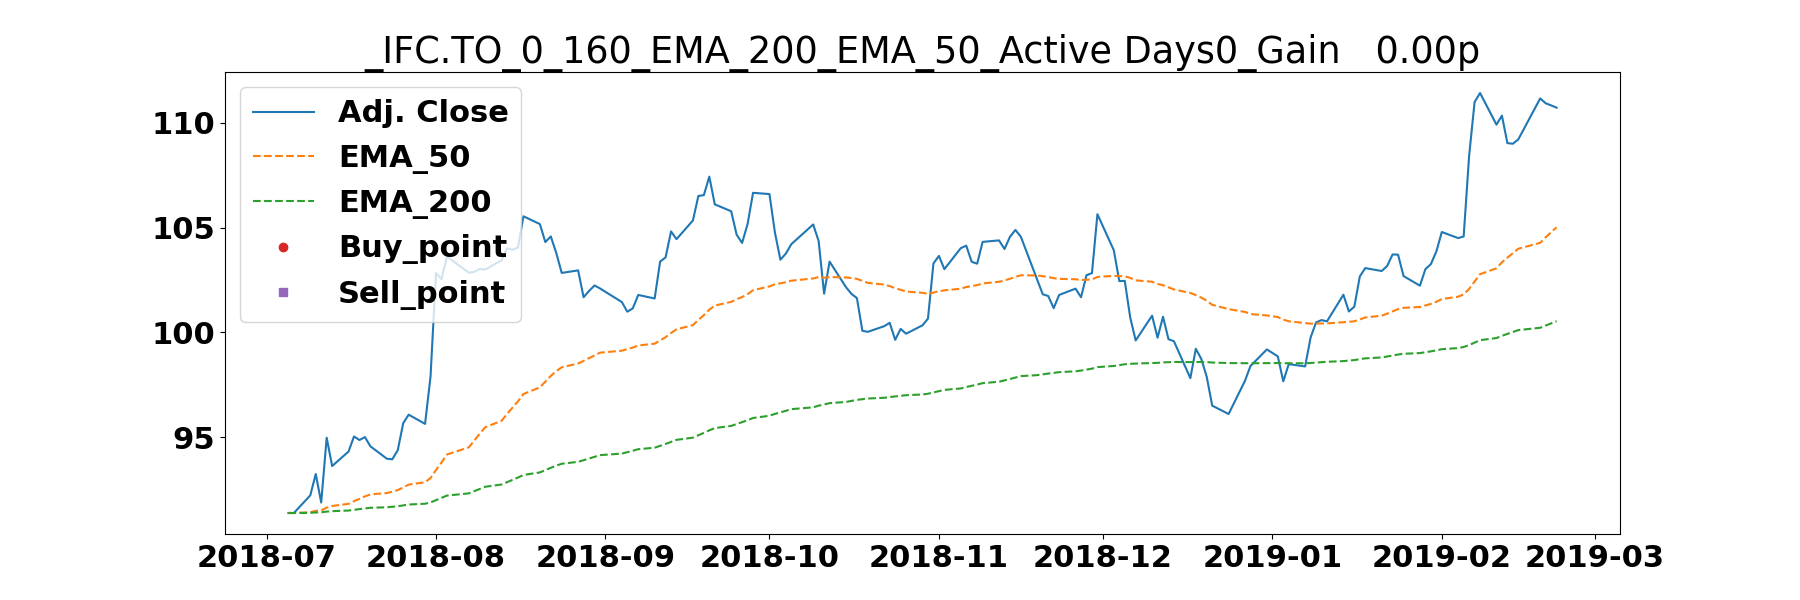 _IFC.TO_0_160_EMA_200_EMA_50_Active Days0_Gain   0.00p
Adj. Close
EMA_50
EMA_200
Buy_point
Sell_point
110
105
100
95
2018-07 2018-08 2018-09 2018-10 2018-11 2018-12 2019-01 2019-02 2019-03